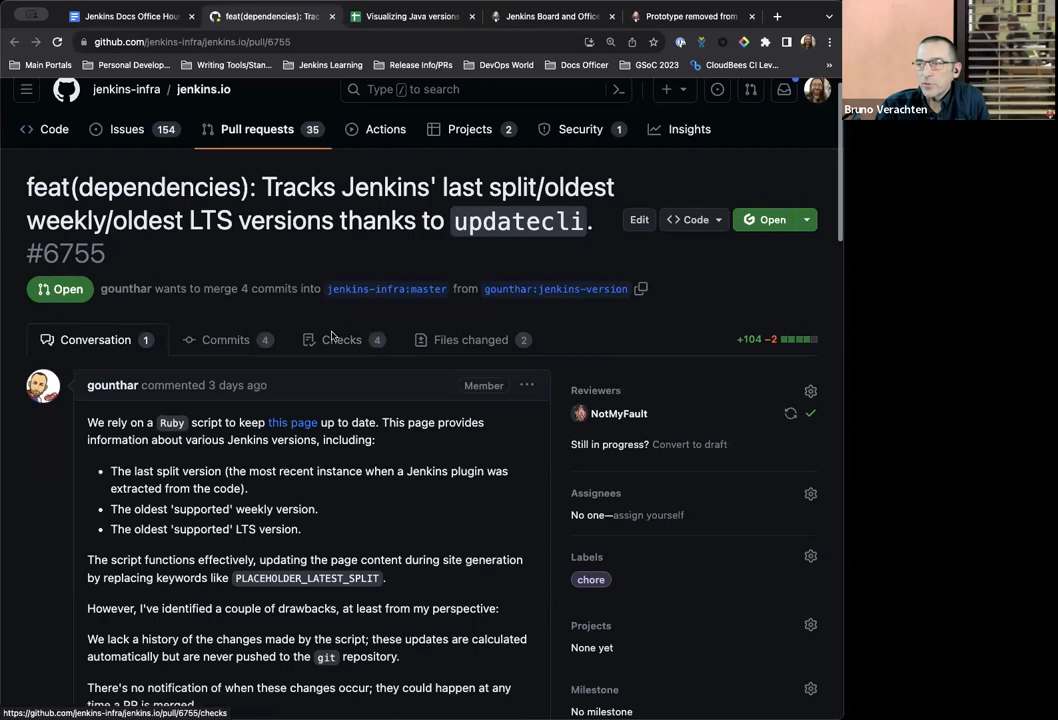 Jenkins Docs Office Hou
feat(dependencies): Trac
Visualizing Java versions
Jenkins Board and Office
Prototype removed from
github.com/jenkins-infra/jenkins.io/pull/6755
Main Portals
Personal Develop...
Writing Tools/Stan...
Jenkins Learning
Release Info/PRs
DevOps World
Docs Officer
GSoC 2023
CloudBees CI Lev...
»
Bruno Verachten
jenkins-infra / jenkins.io
Type / to search
Code
Issues 154
Pull requests 35
Actions
Projects 2
Security 1
Insights
feat(dependencies): Tracks Jenkins' last split/oldest
weekly/oldest LTS versions thanks to updatecli.
#6755
Edit
<> Code
Open
Open
gounthar wants to merge 4 commits into jenkins-infra:master from gounthar:jenkins-version
Conversation 1
Commits 4
Checks 4
Files changed 2
+104 −2
gounthar commented 3 days ago
Member
We rely on a Ruby script to keep this page up to date. This page provides
information about various Jenkins versions, including:
• The last split version (the most recent instance when a Jenkins plugin was
extracted from the code).
• The oldest 'supported' weekly version.
• The oldest 'supported' LTS version.
The script functions effectively, updating the page content during site generation
by replacing keywords like PLACEHOLDER_LATEST_SPLIT.
However, I've identified a couple of drawbacks, at least from my perspective:
We lack a history of the changes made by the script; these updates are calculated
automatically but are never pushed to the git repository.
There's no notification of when these changes occur; they could happen at any
time a PR is merged.
Reviewers
NotMyFault
Still in progress? Convert to draft
Assignees
No one—assign yourself
Labels
chore
Projects
None yet
Milestone
No milestone
https://github.com/jenkins-infra/jenkins.io/pull/6755/checks